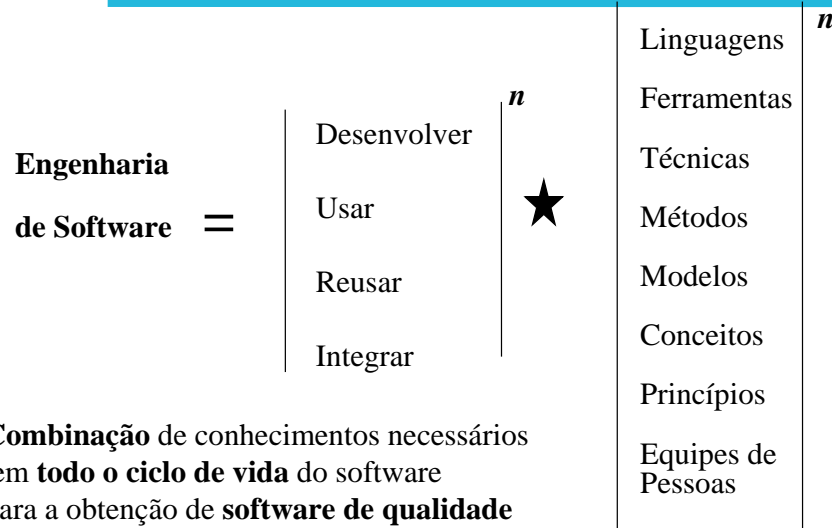 Engenharia
de Software =
Desenvolver
Usar
Reusar
Integrar
n
★
Linguagens
Ferramentas
Técnicas
Métodos
Modelos
Conceitos
Princípios
Equipes de
Pessoas
n
Combinação de conhecimentos necessários
em todo o ciclo de vida do software
para a obtenção de software de qualidade